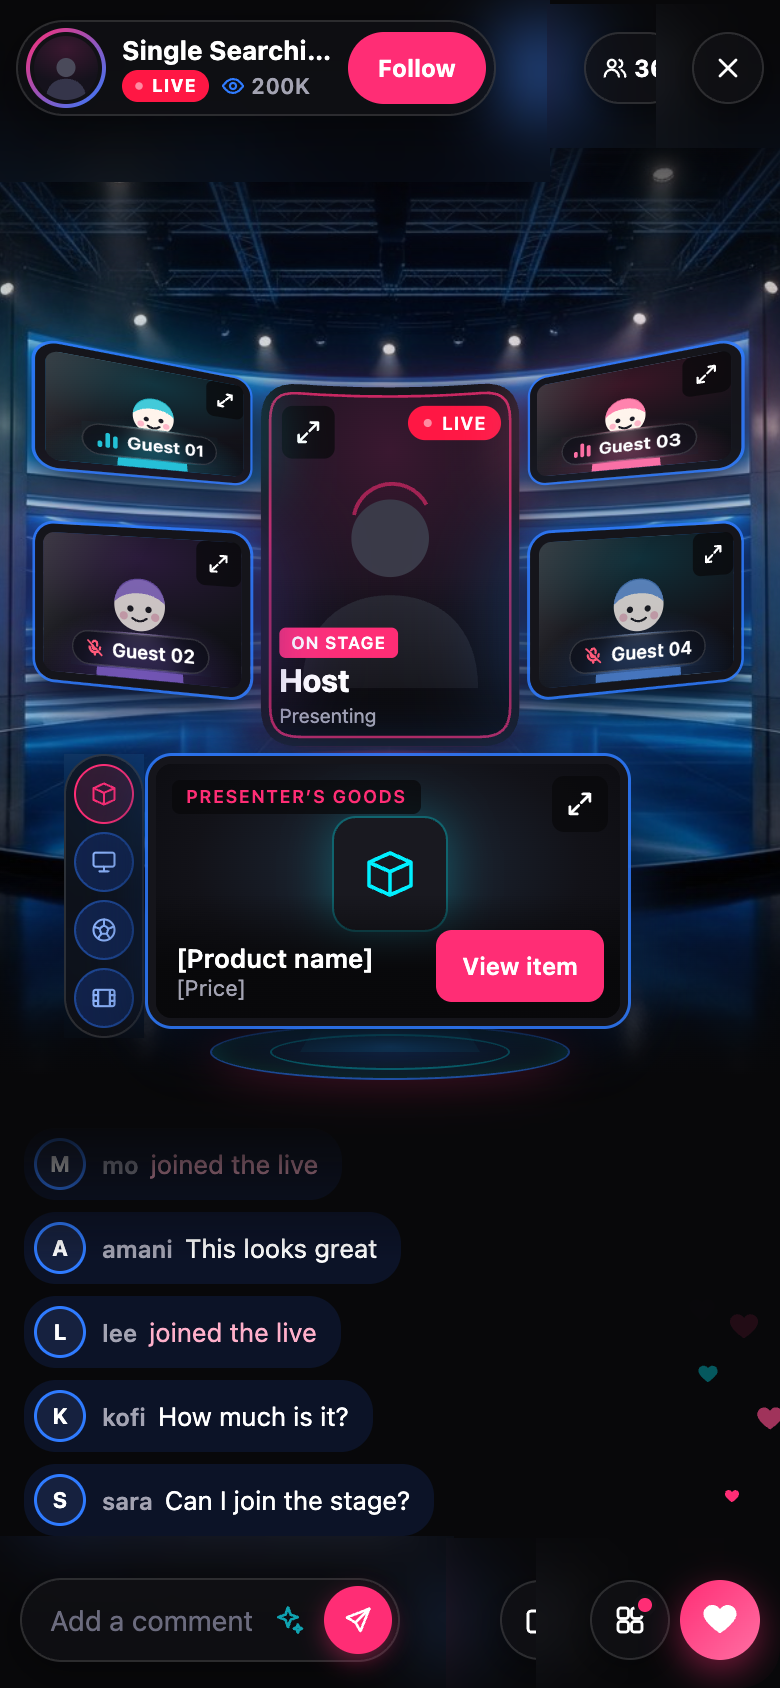 Single Searchi...
LIVE 200K
Follow
36
Guest 01
LIVE
Guest 03
Guest 02
Guest 04
ON STAGE
Host
Presenting
PRESENTER'S GOODS
[Product name]
[Price]
View item
M mo joined the live
A amani This looks great
L lee joined the live
K kofi How much is it?
S sara Can I join the stage?
Add a comment